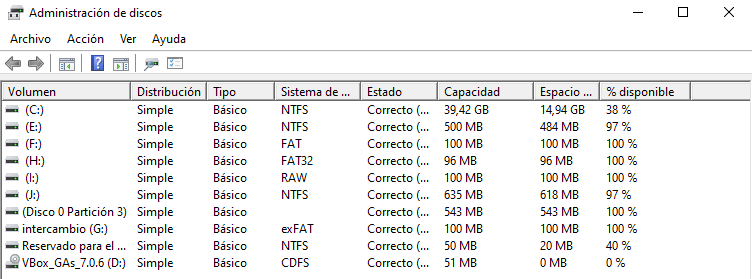 Administración de discos
Archivo Acción Ver Ayuda
Volumen Distribución Tipo Sistema de ... Estado Capacidad Espacio ... % disponible
(C:) Simple Básico NTFS Correcto (... 39,42 GB 14,94 GB 38 %
(E:) Simple Básico NTFS Correcto (... 500 MB 484 MB 97 %
(F:) Simple Básico FAT Correcto (... 100 MB 100 MB 100 %
(H:) Simple Básico FAT32 Correcto (... 96 MB 96 MB 100 %
(I:) Simple Básico RAW Correcto (... 100 MB 100 MB 100 %
(J:) Simple Básico NTFS Correcto (... 635 MB 618 MB 97 %
(Disco 0 Partición 3) Simple Básico Correcto (... 543 MB 543 MB 100 %
intercambio (G:) Simple Básico exFAT Correcto (... 100 MB 100 MB 100 %
Reservado para el ... Simple Básico NTFS Correcto (... 50 MB 20 MB 40 %
VBox_GAs_7.0.6 (D:) Simple Básico CDFS Correcto (... 51 MB 0 MB 0 %